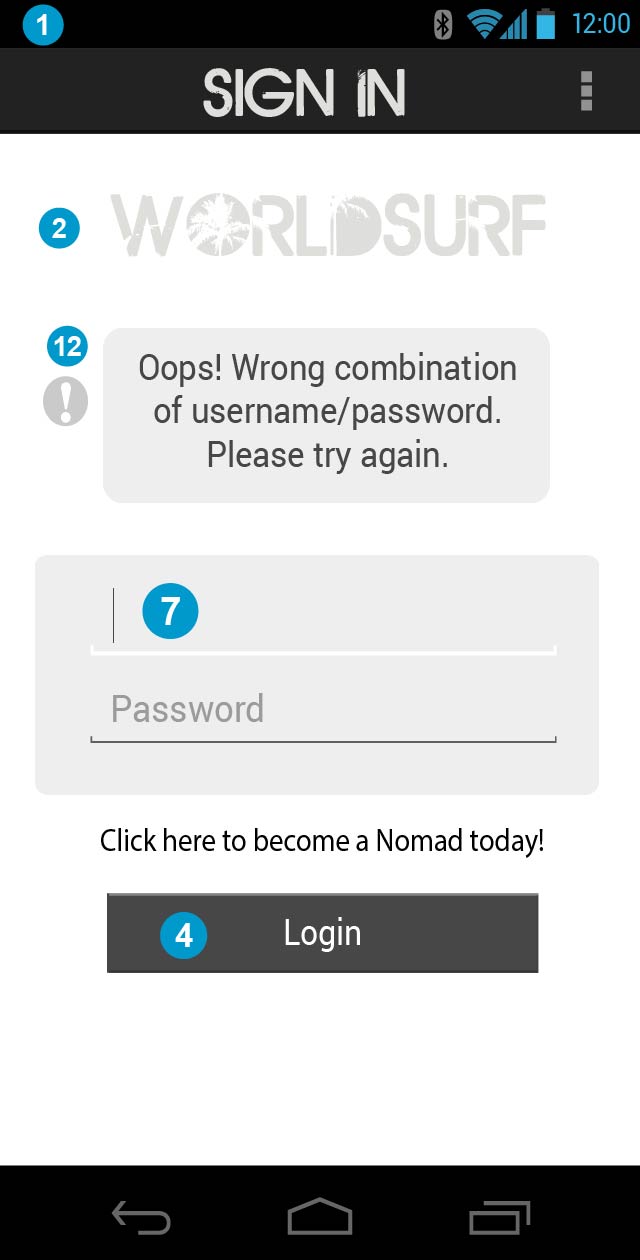 1
12:00
SIGN IN
2
WORLDSURF
12
!
Oops! Wrong combination
of username/password.
Please try again.
7
Password
Click here to become a Nomad today!
4
Login